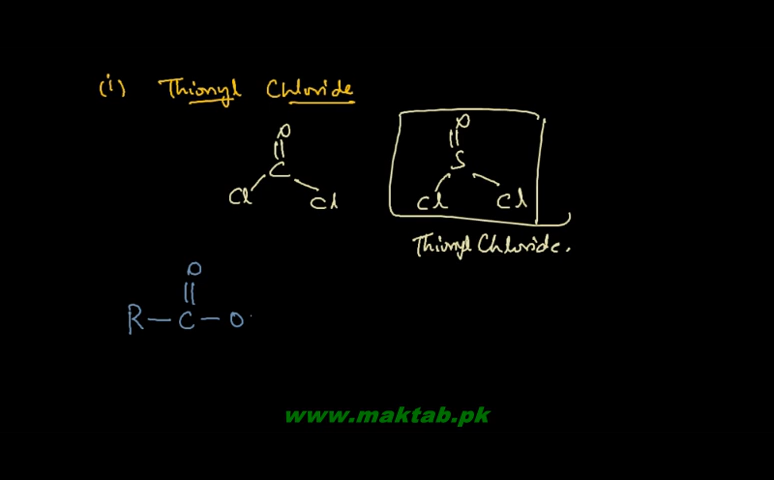 (i) Thionyl Chloride
O O
|| ||
C S
Cl Cl Cl Cl
Thionyl Chloride.
O
||
R — C — O
www.maktab.pk